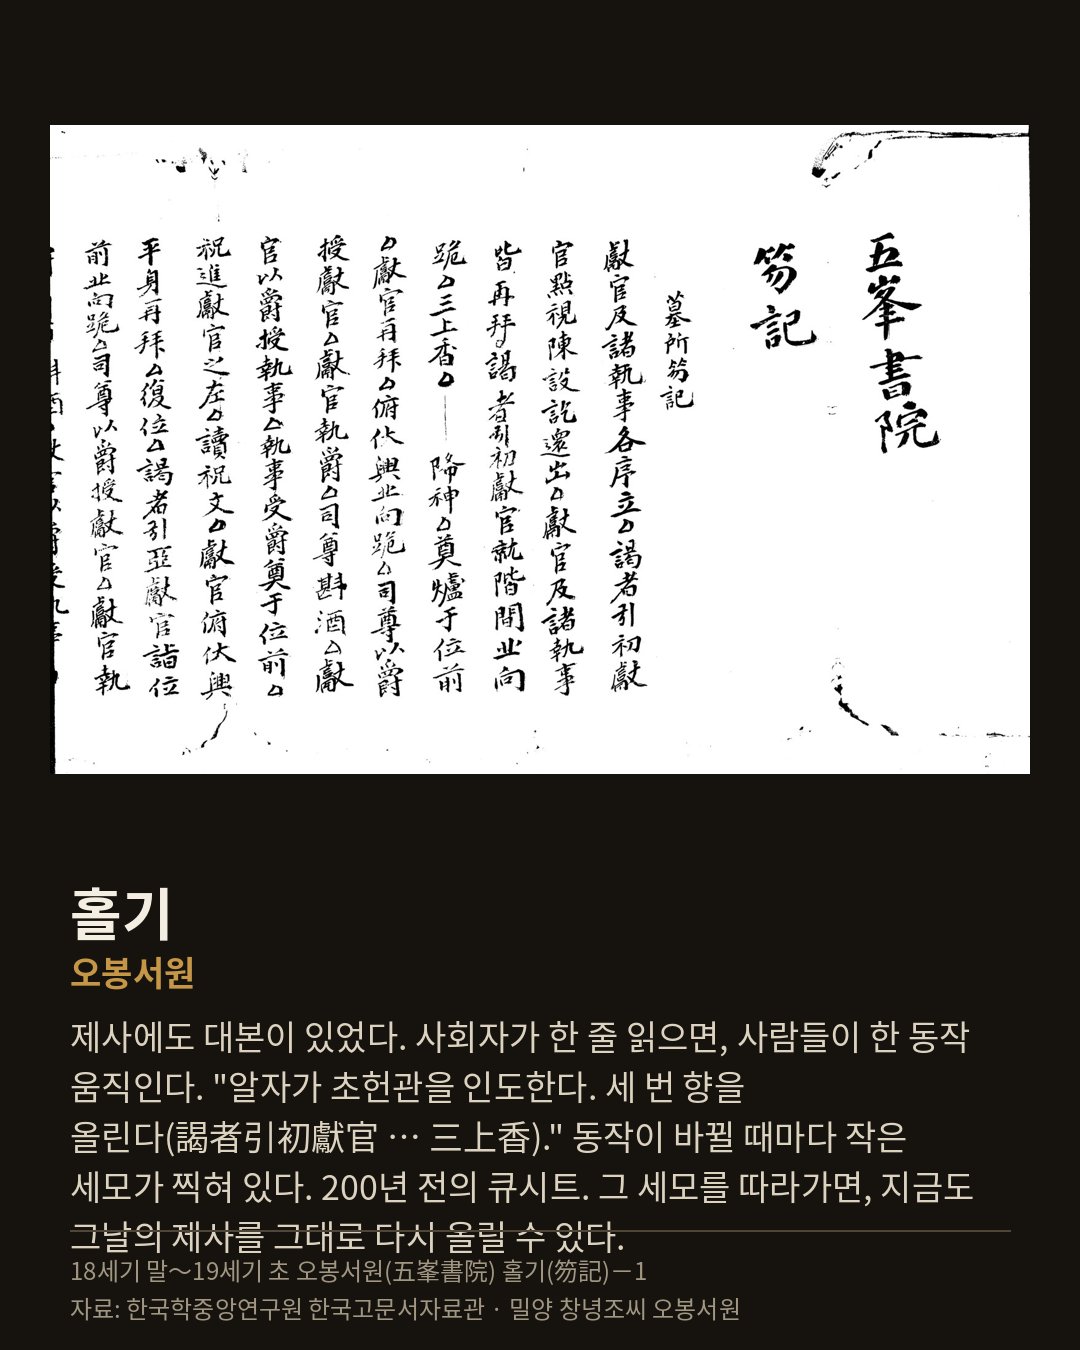 五峯書院
笏記
墓所笏記
獻官及諸執事各序立△謁者引初獻
官點視陳設訖還出△獻官及諸執事
皆再拜△謁者引初獻官就階間北向
跪△三上香△ 降神△奠爐于位前
△獻官再拜△俯伏興北向跪△司尊以爵
授獻官△獻官執爵△司尊斟酒△獻
官以爵授執事△執事受爵奠于位前△
祝進獻官之左△讀祝文△獻官俯伏興
平身再拜△復位△謁者引亞獻官詣位
前北向跪△司尊以爵授獻官△獻官執
홀기
오봉서원
제사에도 대본이 있었다. 사회자가 한 줄 읽으면, 사람들이 한 동작
움직인다. "알자가 초헌관을 인도한다. 세 번 향을
올린다(謁者引初獻官 … 三上香)." 동작이 바뀔 때마다 작은
세모가 찍혀 있다. 200년 전의 큐시트. 그 세모를 따라가면, 지금도
그날의 제사를 그대로 다시 올릴 수 있다.
18세기 말～19세기 초 오봉서원(五峯書院) 홀기(笏記)－1
자료: 한국학중앙연구원 한국고문서자료관 · 밀양 창녕조씨 오봉서원